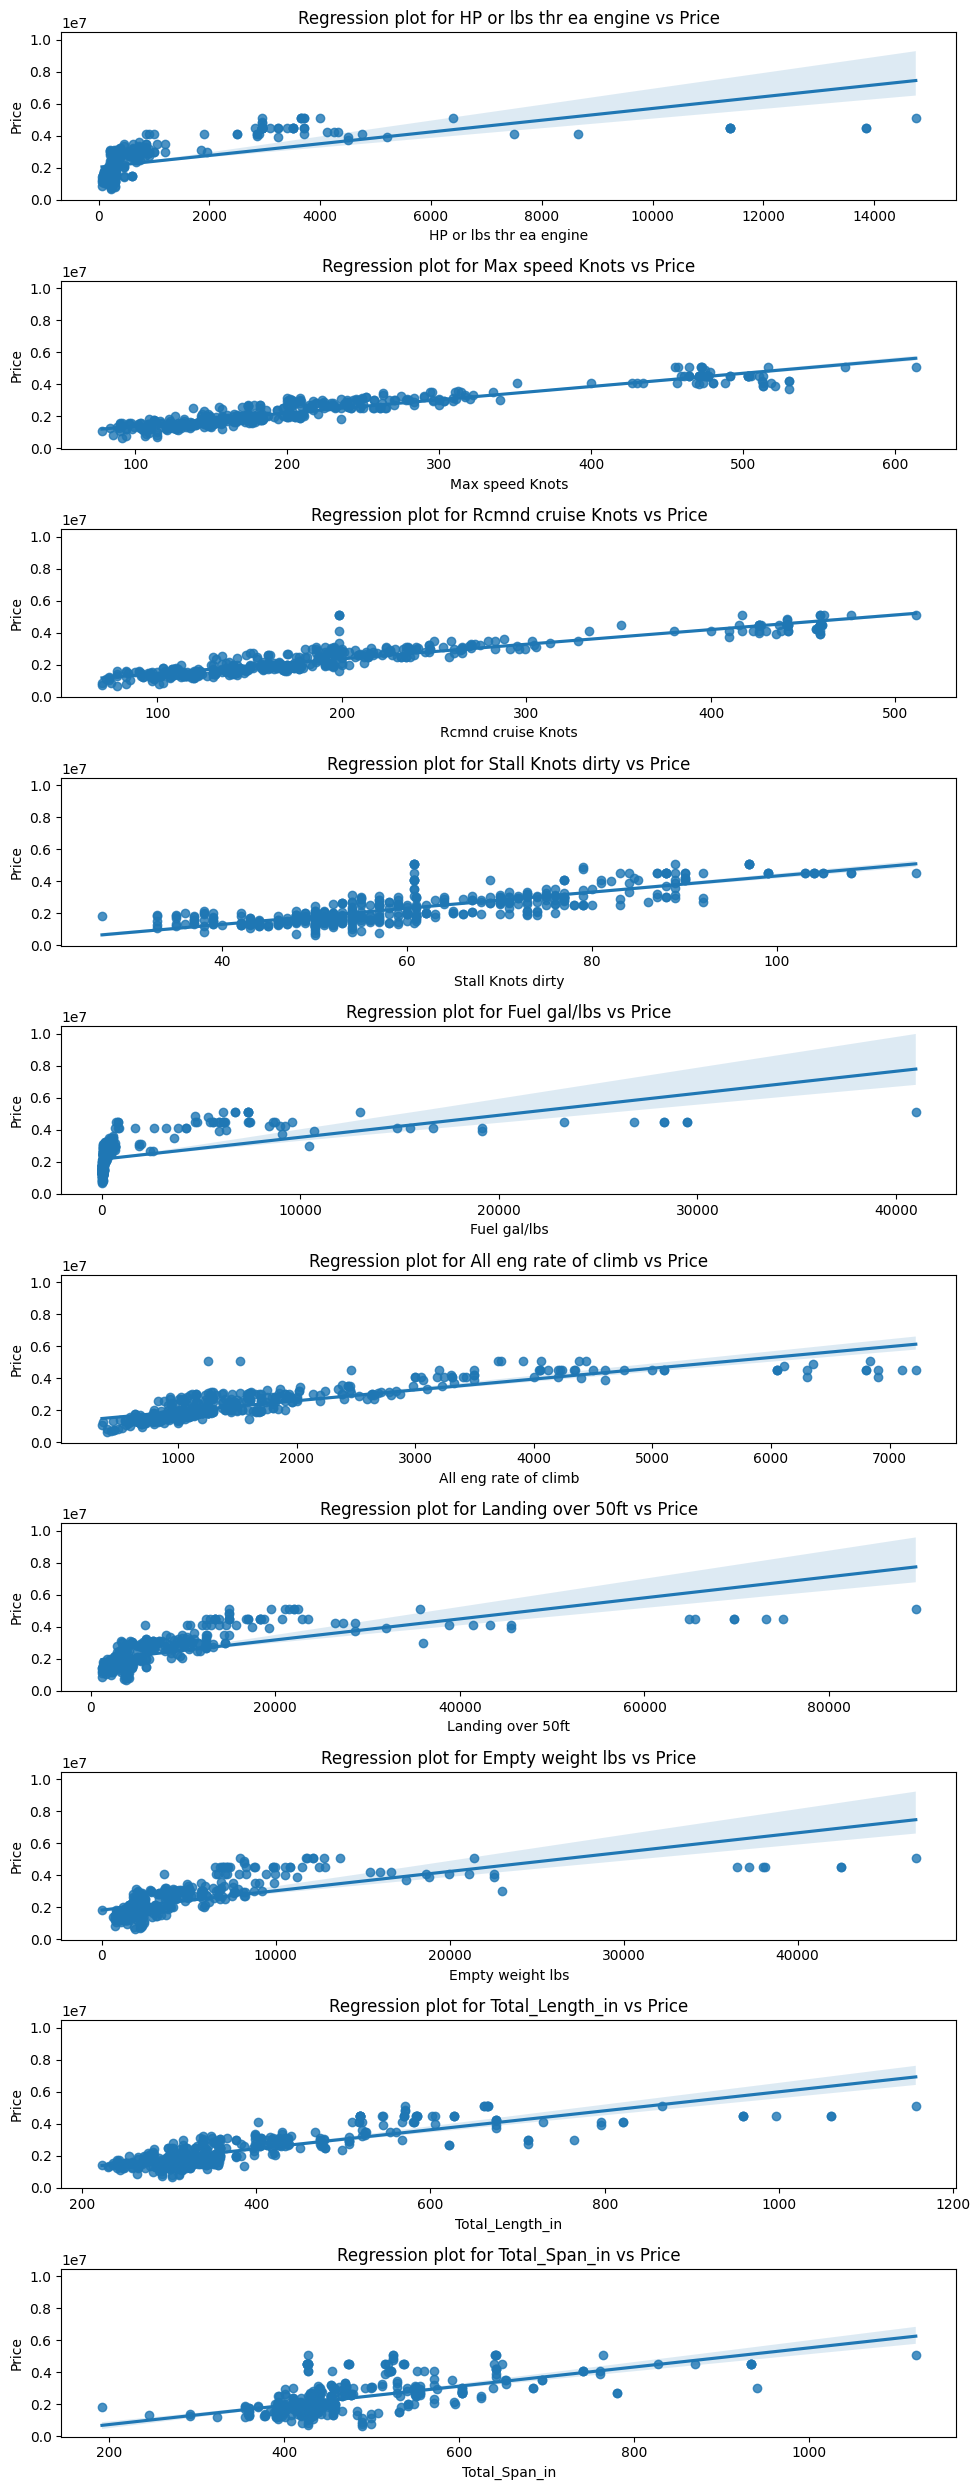 Regression plot for HP or lbs thr ea engine vs Price
1e7
1.0
0.8
0.6
0.4
0.2
0.0
Price
0 2000 4000 6000 8000 10000 12000 14000
HP or lbs thr ea engine
Regression plot for Max speed Knots vs Price
1e7
1.0
0.8
0.6
0.4
0.2
0.0
Price
100 200 300 400 500 600
Max speed Knots
Regression plot for Rcmnd cruise Knots vs Price
1e7
1.0
0.8
0.6
0.4
0.2
0.0
Price
100 200 300 400 500
Rcmnd cruise Knots
Regression plot for Stall Knots dirty vs Price
1e7
1.0
0.8
0.6
0.4
0.2
0.0
Price
40 60 80 100
Stall Knots dirty
Regression plot for Fuel gal/lbs vs Price
1e7
1.0
0.8
0.6
0.4
0.2
0.0
Price
0 10000 20000 30000 40000
Fuel gal/lbs
Regression plot for All eng rate of climb vs Price
1e7
1.0
0.8
0.6
0.4
0.2
0.0
Price
1000 2000 3000 4000 5000 6000 7000
All eng rate of climb
Regression plot for Landing over 50ft vs Price
1e7
1.0
0.8
0.6
0.4
0.2
0.0
Price
0 20000 40000 60000 80000
Landing over 50ft
Regression plot for Empty weight lbs vs Price
1e7
1.0
0.8
0.6
0.4
0.2
0.0
Price
0 10000 20000 30000 40000
Empty weight lbs
Regression plot for Total_Length_in vs Price
1e7
1.0
0.8
0.6
0.4
0.2
0.0
Price
200 400 600 800 1000 1200
Total_Length_in
Regression plot for Total_Span_in vs Price
1e7
1.0
0.8
0.6
0.4
0.2
0.0
Price
200 400 600 800 1000
Total_Span_in